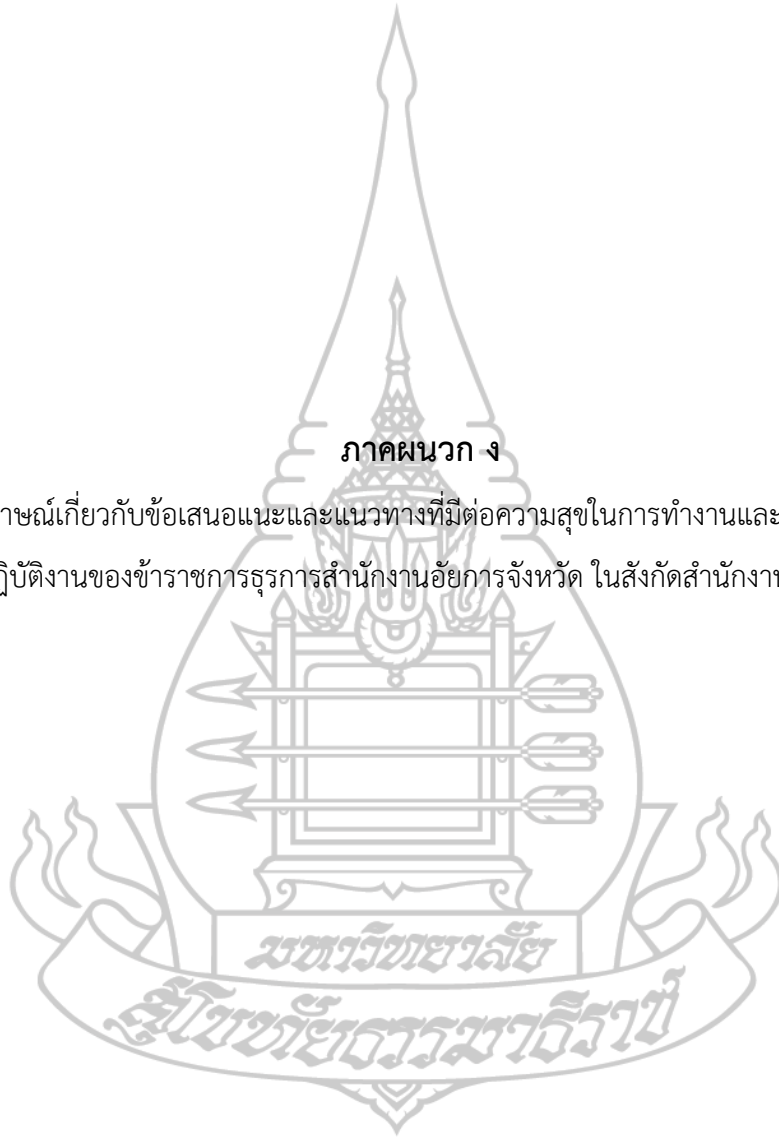 ภาคผนวก ง
าษณ์เกี่ยวกับข้อเสนอแนะและแนวทางที่มีต่อความสุขในการทำงานและ
ฏิบัติงานของข้าราชการธุรการสำนักงานอัยการจังหวัด ในสังกัดสำนักงาน
มหาวิทยาลัย
สุโขทัยธรรมาธิราช